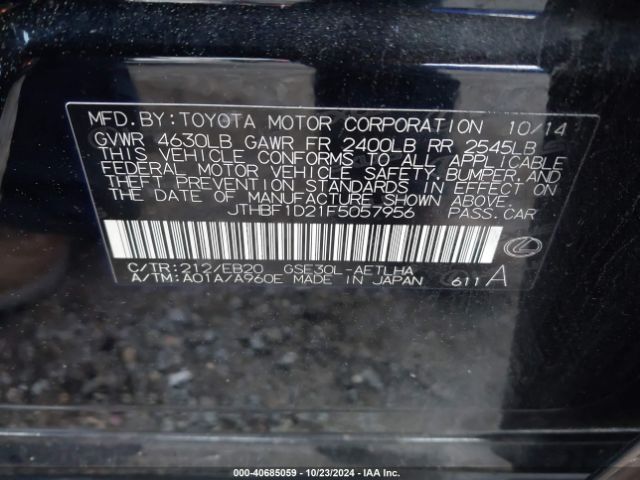 MFD.BY:TOYOTA MOTOR CORPORATION 10/14
GVWR 4630LB GAWR FR 2400LB RR 2545LB
THIS VEHICLE CONFORMS TO ALL APPLICABLE
FEDERAL MOTOR VEHICLE SAFETY,BUMPER,AND
THEFT PREVENTION STANDARDS IN EFFECT ON
THE DATE OF MANUFACTURE SHOWN ABOVE.
JTHBF1D21F5057956 PASS.CAR
C/TR:212/EB20 GSE30L-AETLHA
A/TM:A01A/A960E MADE IN JAPAN 611A
000-40685059 - 10/23/2024 - IAA Inc.